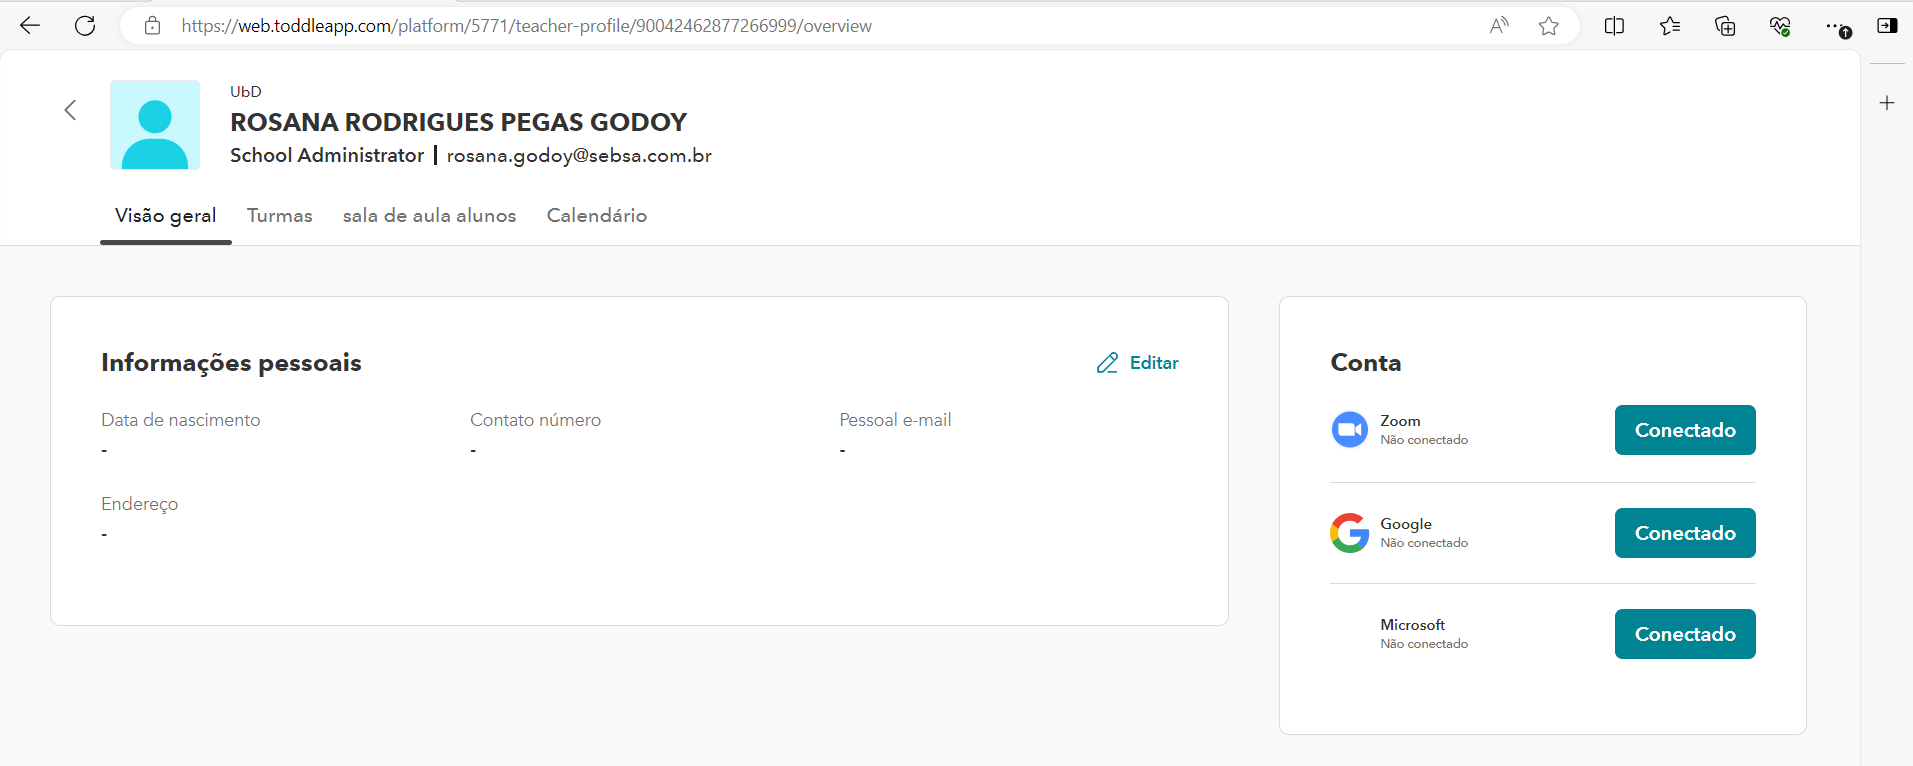 https://web.toddleapp.com/platform/5771/teacher-profile/90042462877266999/overview
UbD
ROSANA RODRIGUES PEGAS GODOY
School Administrator | rosana.godoy@sebsa.com.br
Visão geral Turmas sala de aula alunos Calendário
Informações pessoais
Editar
Data de nascimento Contato número Pessoal e-mail
- - -
Endereço
-
Conta
Zoom
Não conectado
Conectado
Google
Não conectado
Conectado
Microsoft
Não conectado
Conectado